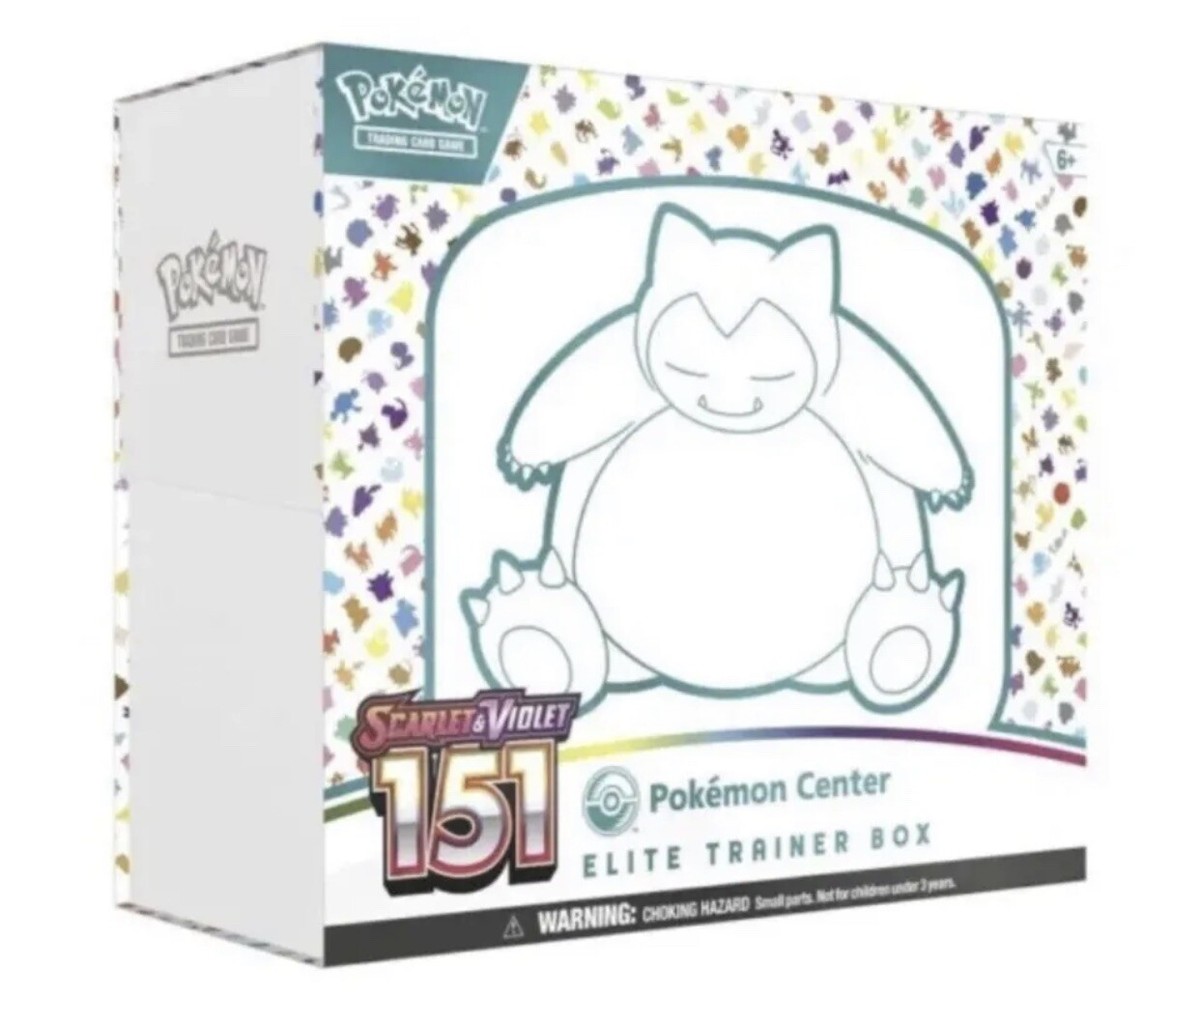 POKÉMON
TRADING CARD GAME
6+
POKÉMON
TRADING CARD GAME
SCARLET & VIOLET
151
Pokémon Center
ELITE TRAINER BOX
WARNING: CHOKING HAZARD Small parts. Not for children under 3 years.